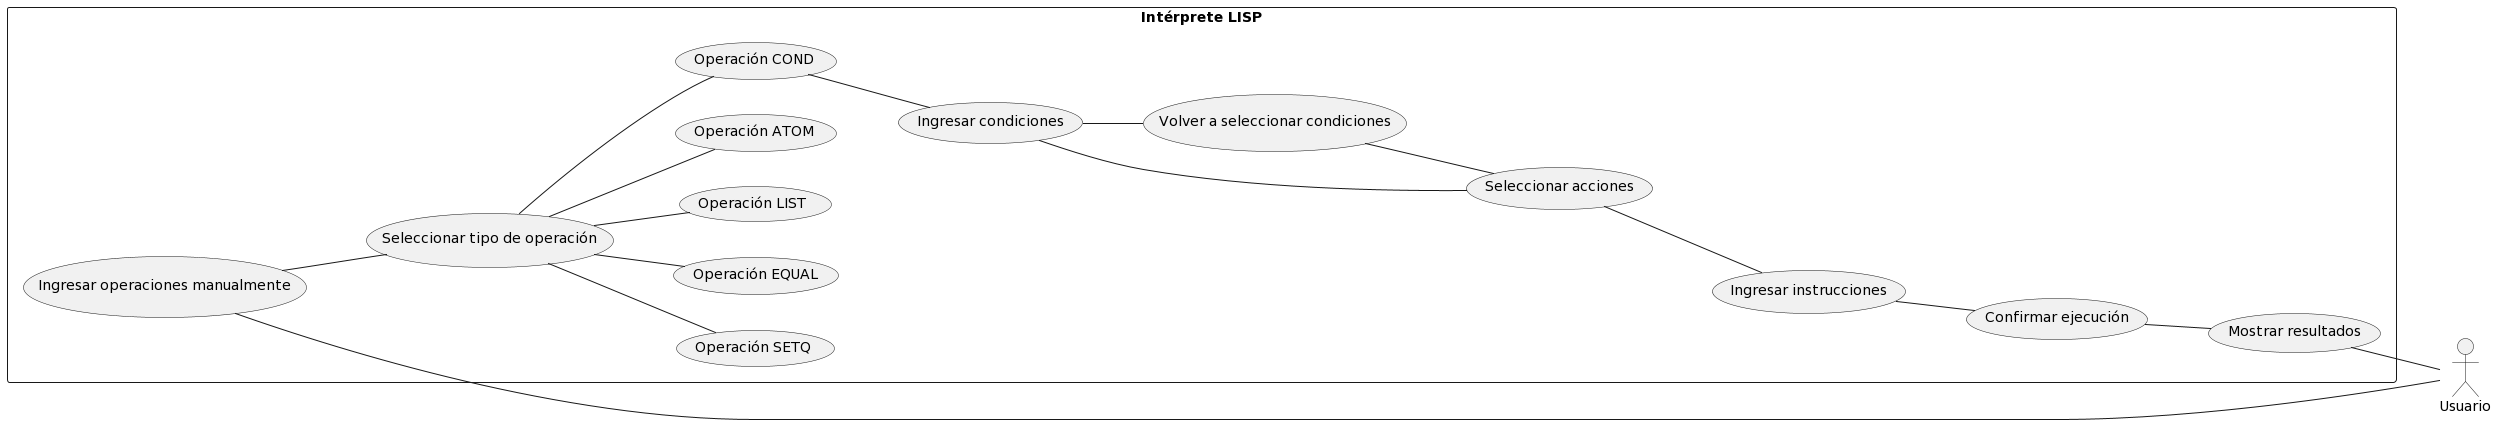 Intérprete LISP
Operación COND
Operación ATOM
Operación LIST
Operación EQUAL
Operación SETQ
Ingresar condiciones
Volver a seleccionar condiciones
Seleccionar acciones
Seleccionar tipo de operación
Ingresar operaciones manualmente
Ingresar instrucciones
Confirmar ejecución
Mostrar resultados
Usuario